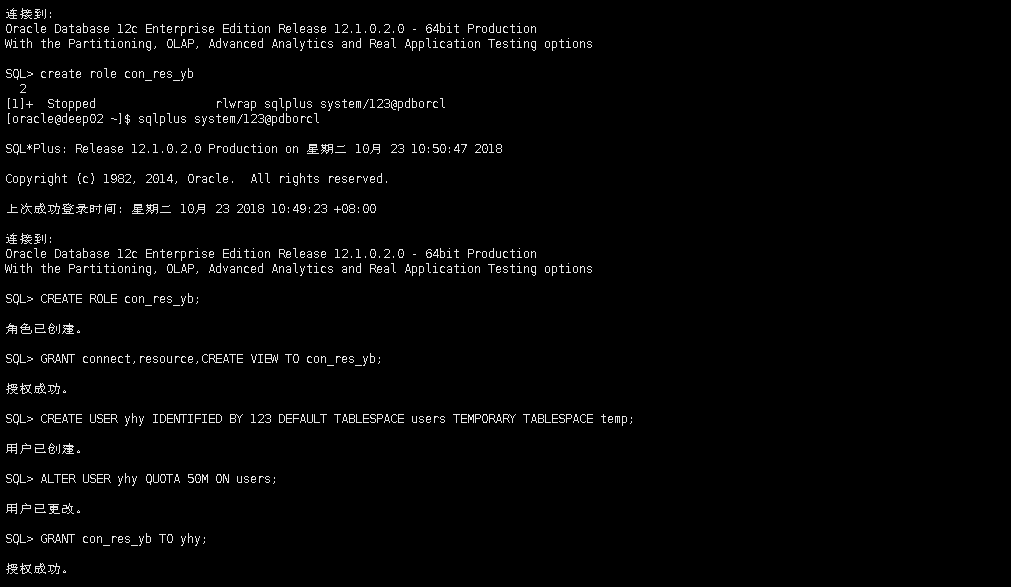 连接到:
Oracle Database 12c Enterprise Edition Release 12.1.0.2.0 - 64bit Production
With the Partitioning, OLAP, Advanced Analytics and Real Application Testing options
SQL> create role con_res_yb
2
[1]+  Stopped                 rlwrap sqlplus system/123@pdborcl
[oracle@deep02 ~]$ sqlplus system/123@pdborcl
SQL*Plus: Release 12.1.0.2.0 Production on 星期二 10月 23 10:50:47 2018
Copyright (c) 1982, 2014, Oracle.  All rights reserved.
上次成功登录时间: 星期二 10月 23 2018 10:49:23 +08:00
连接到:
Oracle Database 12c Enterprise Edition Release 12.1.0.2.0 - 64bit Production
With the Partitioning, OLAP, Advanced Analytics and Real Application Testing options
SQL> CREATE ROLE con_res_yb;
角色已创建。
SQL> GRANT connect,resource,CREATE VIEW TO con_res_yb;
授权成功。
SQL> CREATE USER yhy IDENTIFIED BY 123 DEFAULT TABLESPACE users TEMPORARY TABLESPACE temp;
用户已创建。
SQL> ALTER USER yhy QUOTA 50M ON users;
用户已更改。
SQL> GRANT con_res_yb TO yhy;
授权成功。